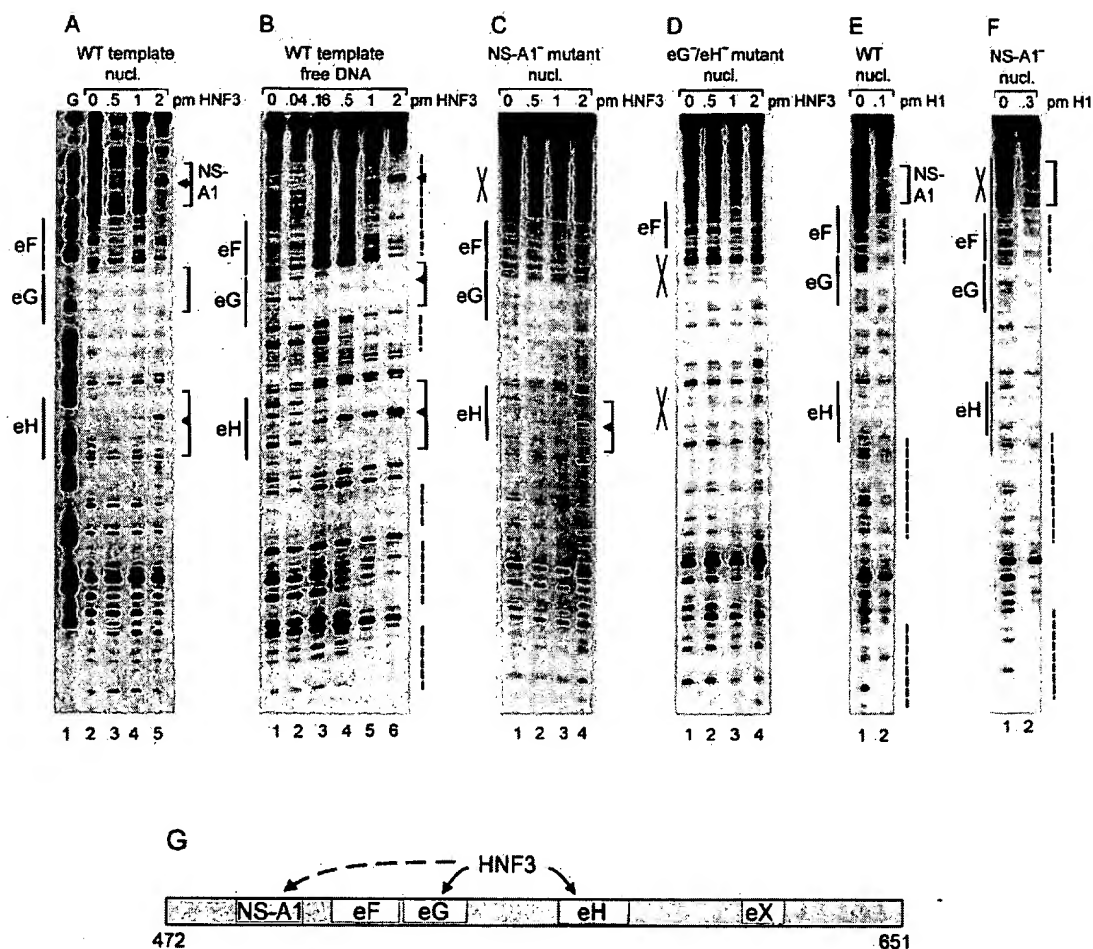 A B C D E F
WT template WT template NS-A1⁻ mutant eG⁻/eH⁻ mutant WT NS-A1⁻
nucl. free DNA nucl. nucl. nucl. nucl.
G 0 .5 1 2 pm HNF3 0 .04 .16 .5 1 2 pm HNF3 0 .5 1 2 pm HNF3 0 .5 1 2 pm HNF3 0 .1 pm H1 0 .3 pm H1
NS-A1 NS-A1
eF eF eF eF eF eF
eG eG eG eG eG
eH eH eH eH eH
1 2 3 4 5 1 2 3 4 5 6 1 2 3 4 1 2 3 4 1 2 1 2
G
HNF3
NS-A1 eF eG eH eX
472 651